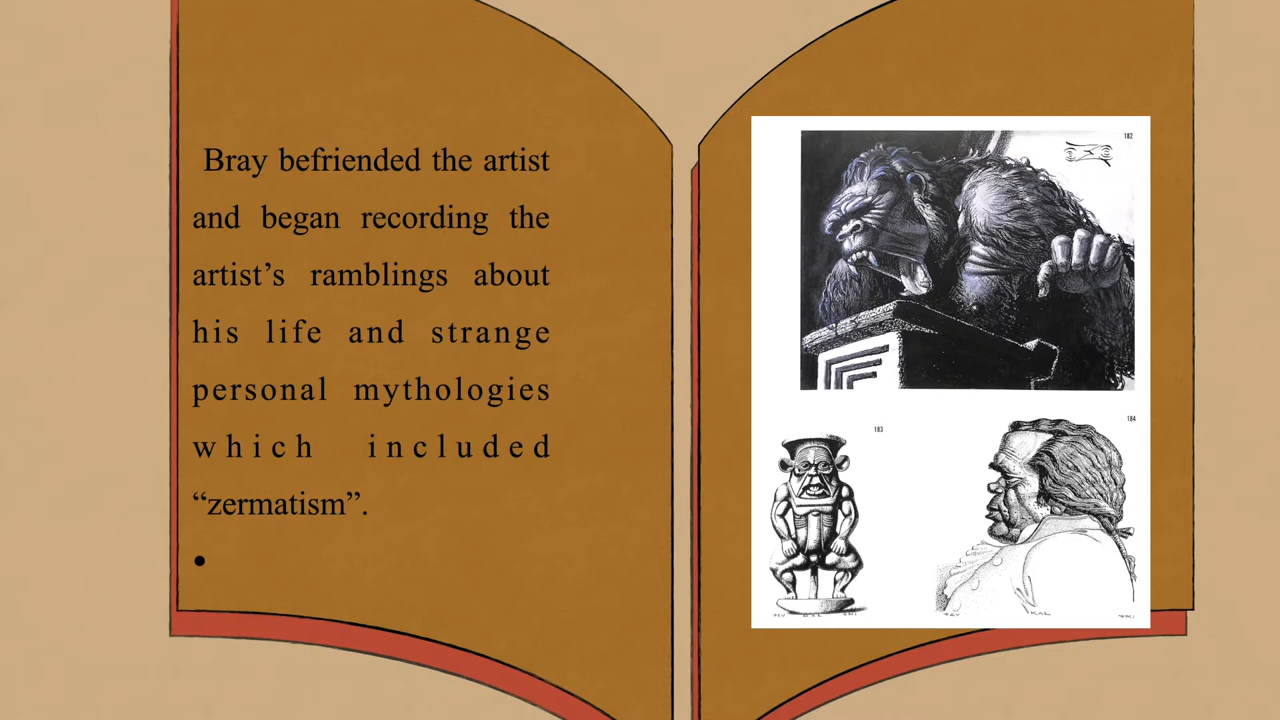 Bray befriended the artist
and began recording the
artist’s ramblings about
his life and strange
personal mythologies
which included
“zermatism”.
•
182
183
184